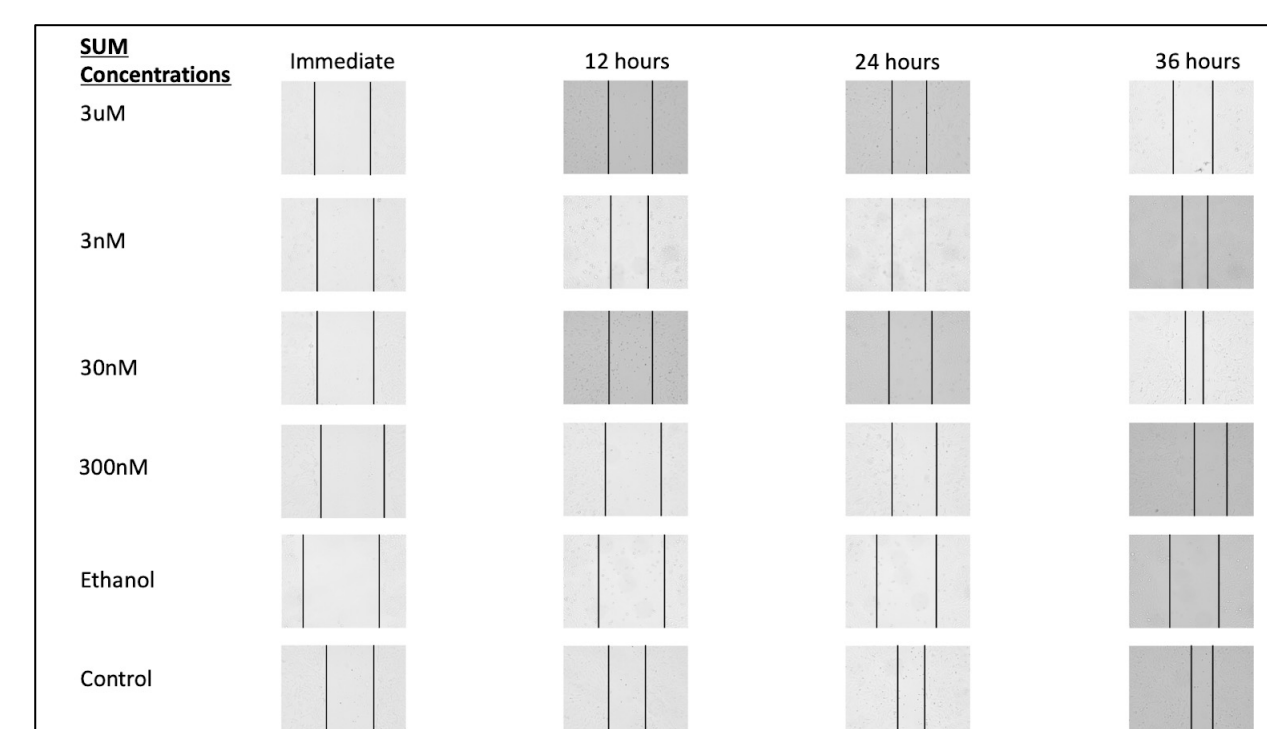 SUM
Concentrations
Immediate
12 hours
24 hours
36 hours
3uM
3nM
30nM
300nM
Ethanol
Control